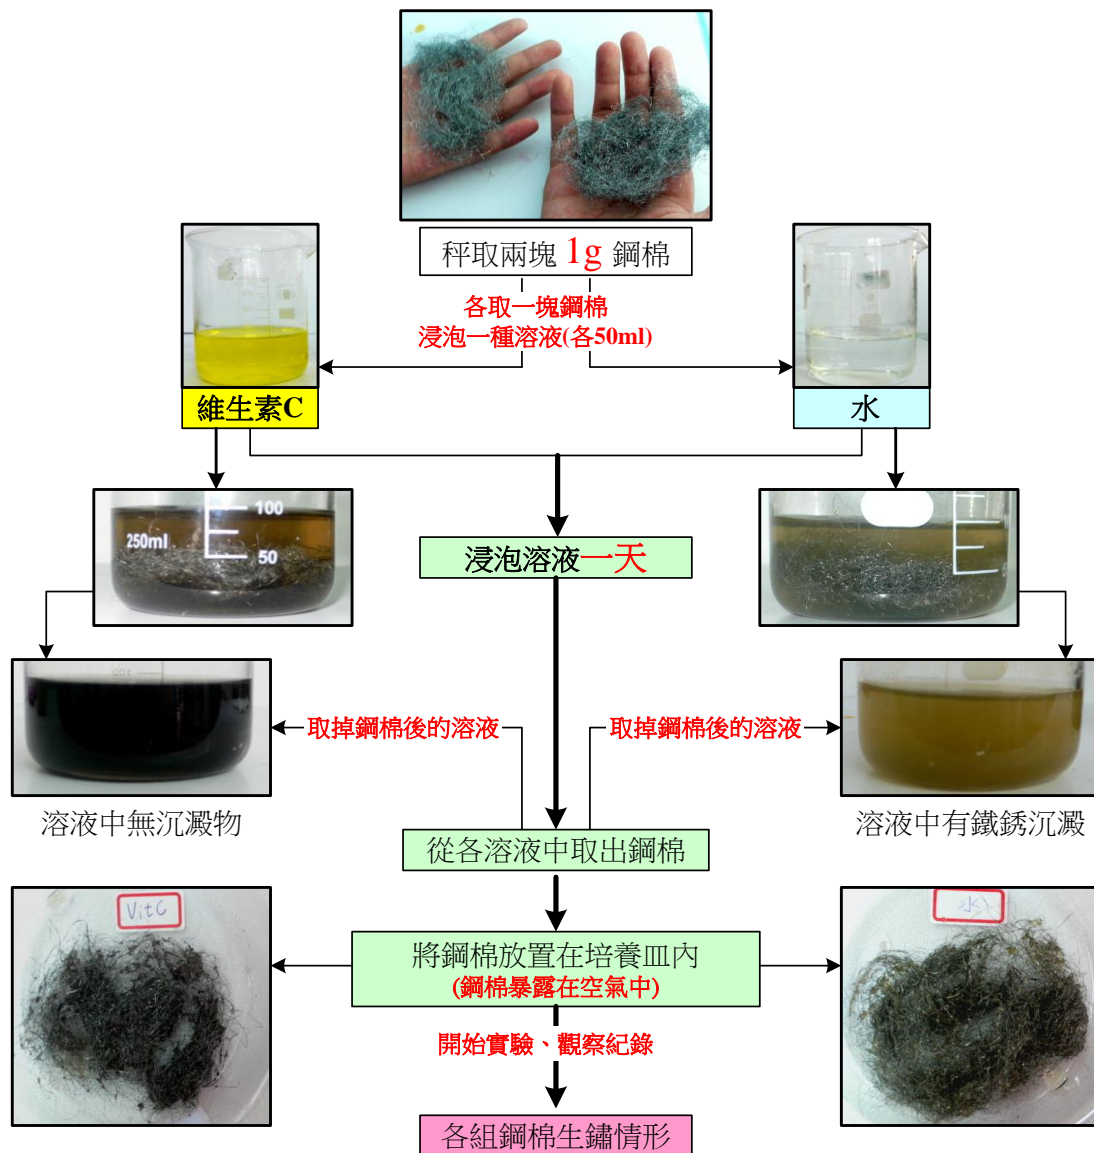 秤取兩塊 1g 鋼棉
各取一塊鋼棉
浸泡一種溶液(各50ml)
維生素C
水
100
250ml
50
浸泡溶液一天
100
取掉鋼棉後的溶液
取掉鋼棉後的溶液
溶液中無沉澱物
溶液中有鐵銹沉澱
從各溶液中取出鋼棉
Vit C
水
將鋼棉放置在培養皿內
(鋼棉暴露在空氣中)
開始實驗、觀察紀錄
各組鋼棉生鏽情形